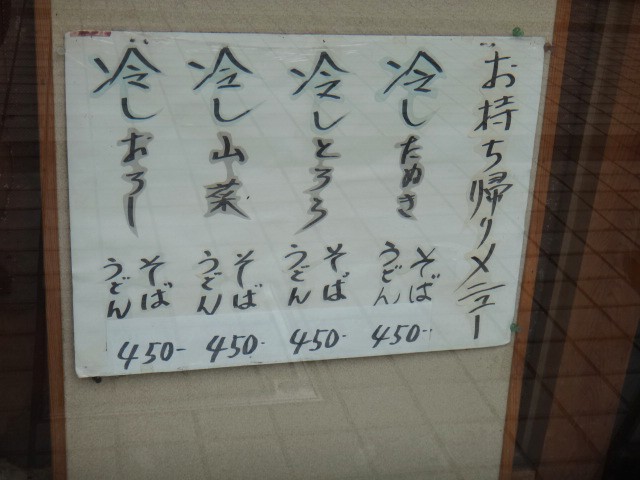 お持ち帰りメニュー
冷したぬき
そば
うどん
450-
冷しとろろ
そば
うどん
450-
冷し山菜
そば
うどん
450-
冷しおろし
そば
うどん
450-